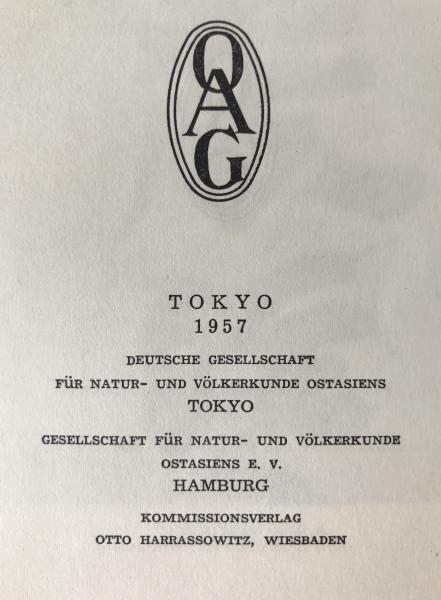 OAG
TOKYO
1957
DEUTSCHE GESELLSCHAFT
FÜR NATUR- UND VÖLKERKUNDE OSTASIENS
TOKYO
GESELLSCHAFT FÜR NATUR- UND VÖLKERKUNDE
OSTASIENS E. V.
HAMBURG
KOMMISSIONSVERLAG
OTTO HARRASSOWITZ, WIESBADEN